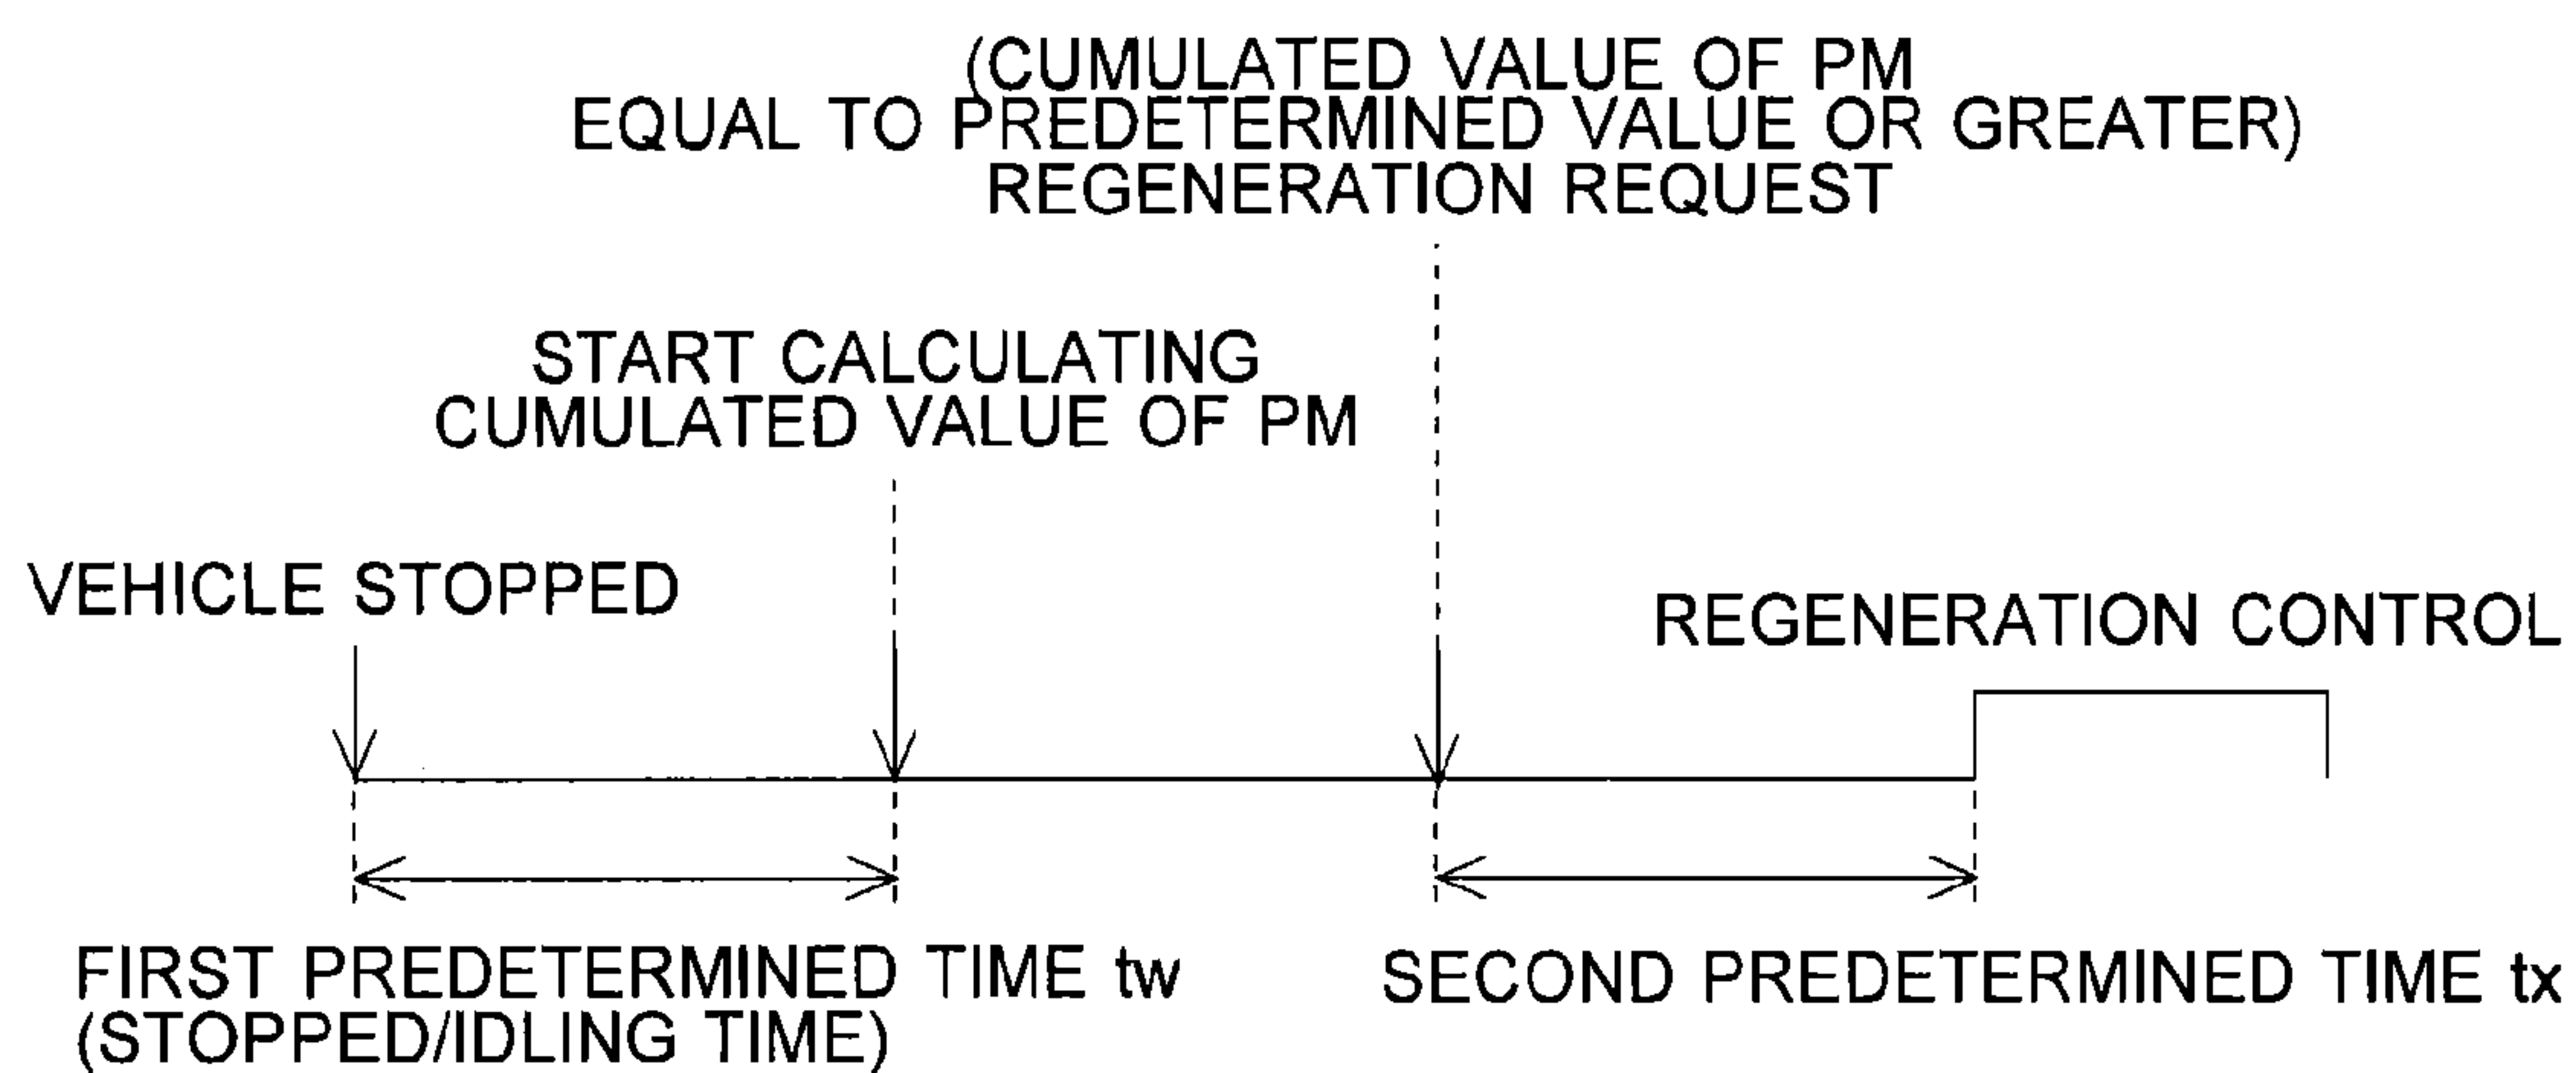 (CUMULATED VALUE OF PM
EQUAL TO PREDETERMINED VALUE OR GREATER)
REGENERATION REQUEST
START CALCULATING
CUMULATED VALUE OF PM
VEHICLE STOPPED
REGENERATION CONTROL
FIRST PREDETERMINED TIME tw
(STOPPED/IDLING TIME)
SECOND PREDETERMINED TIME tx